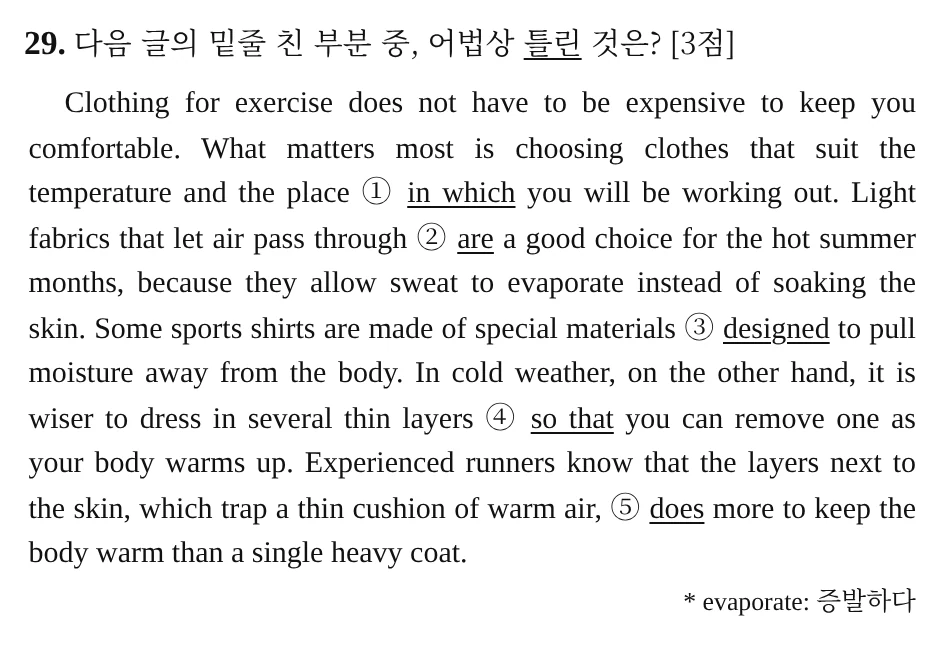 29. 다음 글의 밑줄 친 부분 중, 어법상 틀린 것은? [3점]
Clothing for exercise does not have to be expensive to keep you
comfortable. What matters most is choosing clothes that suit the
temperature and the place ① in which you will be working out. Light
fabrics that let air pass through ② are a good choice for the hot summer
months, because they allow sweat to evaporate instead of soaking the
skin. Some sports shirts are made of special materials ③ designed to pull
moisture away from the body. In cold weather, on the other hand, it is
wiser to dress in several thin layers ④ so that you can remove one as
your body warms up. Experienced runners know that the layers next to
the skin, which trap a thin cushion of warm air, ⑤ does more to keep the
body warm than a single heavy coat.
* evaporate: 증발하다